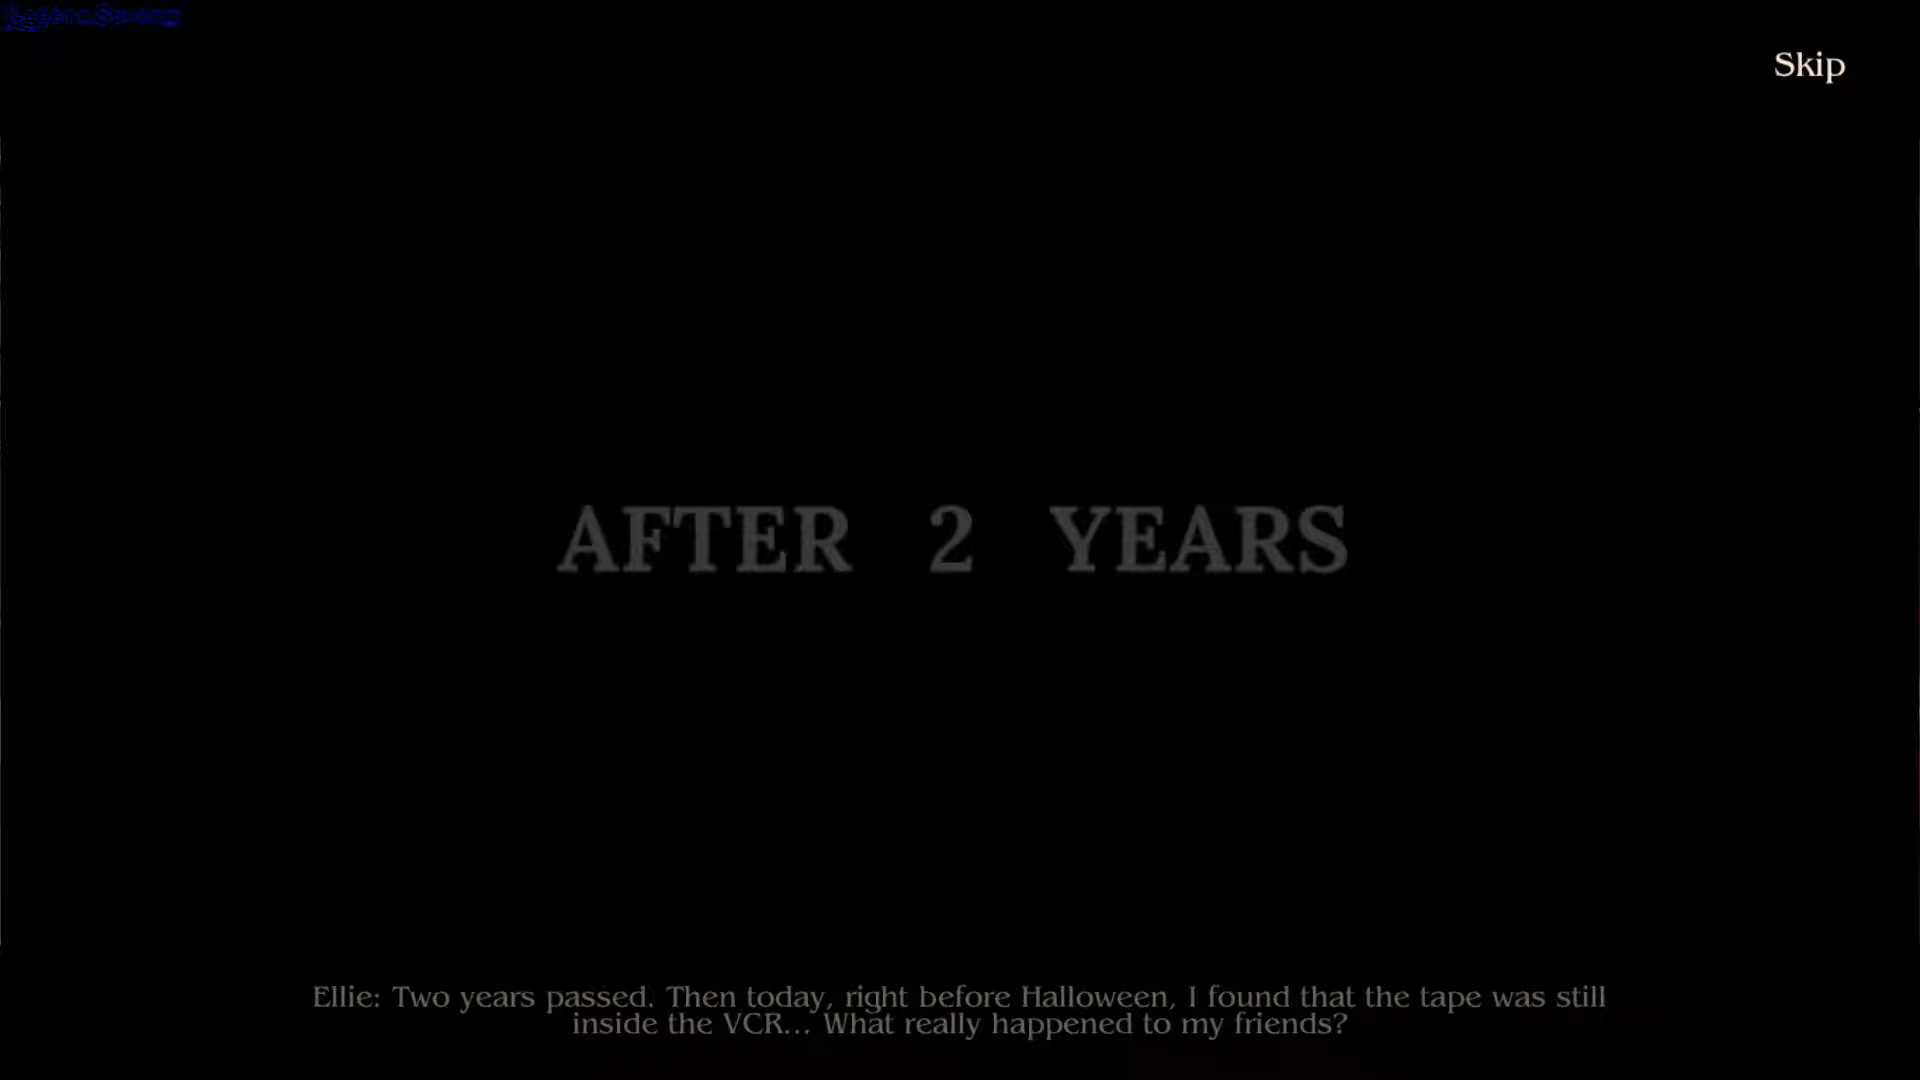 Skip
AFTER 2 YEARS
Ellie: Two years passed. Then today, right before Halloween, I found that the tape was still
inside the VCR... What really happened to my friends?